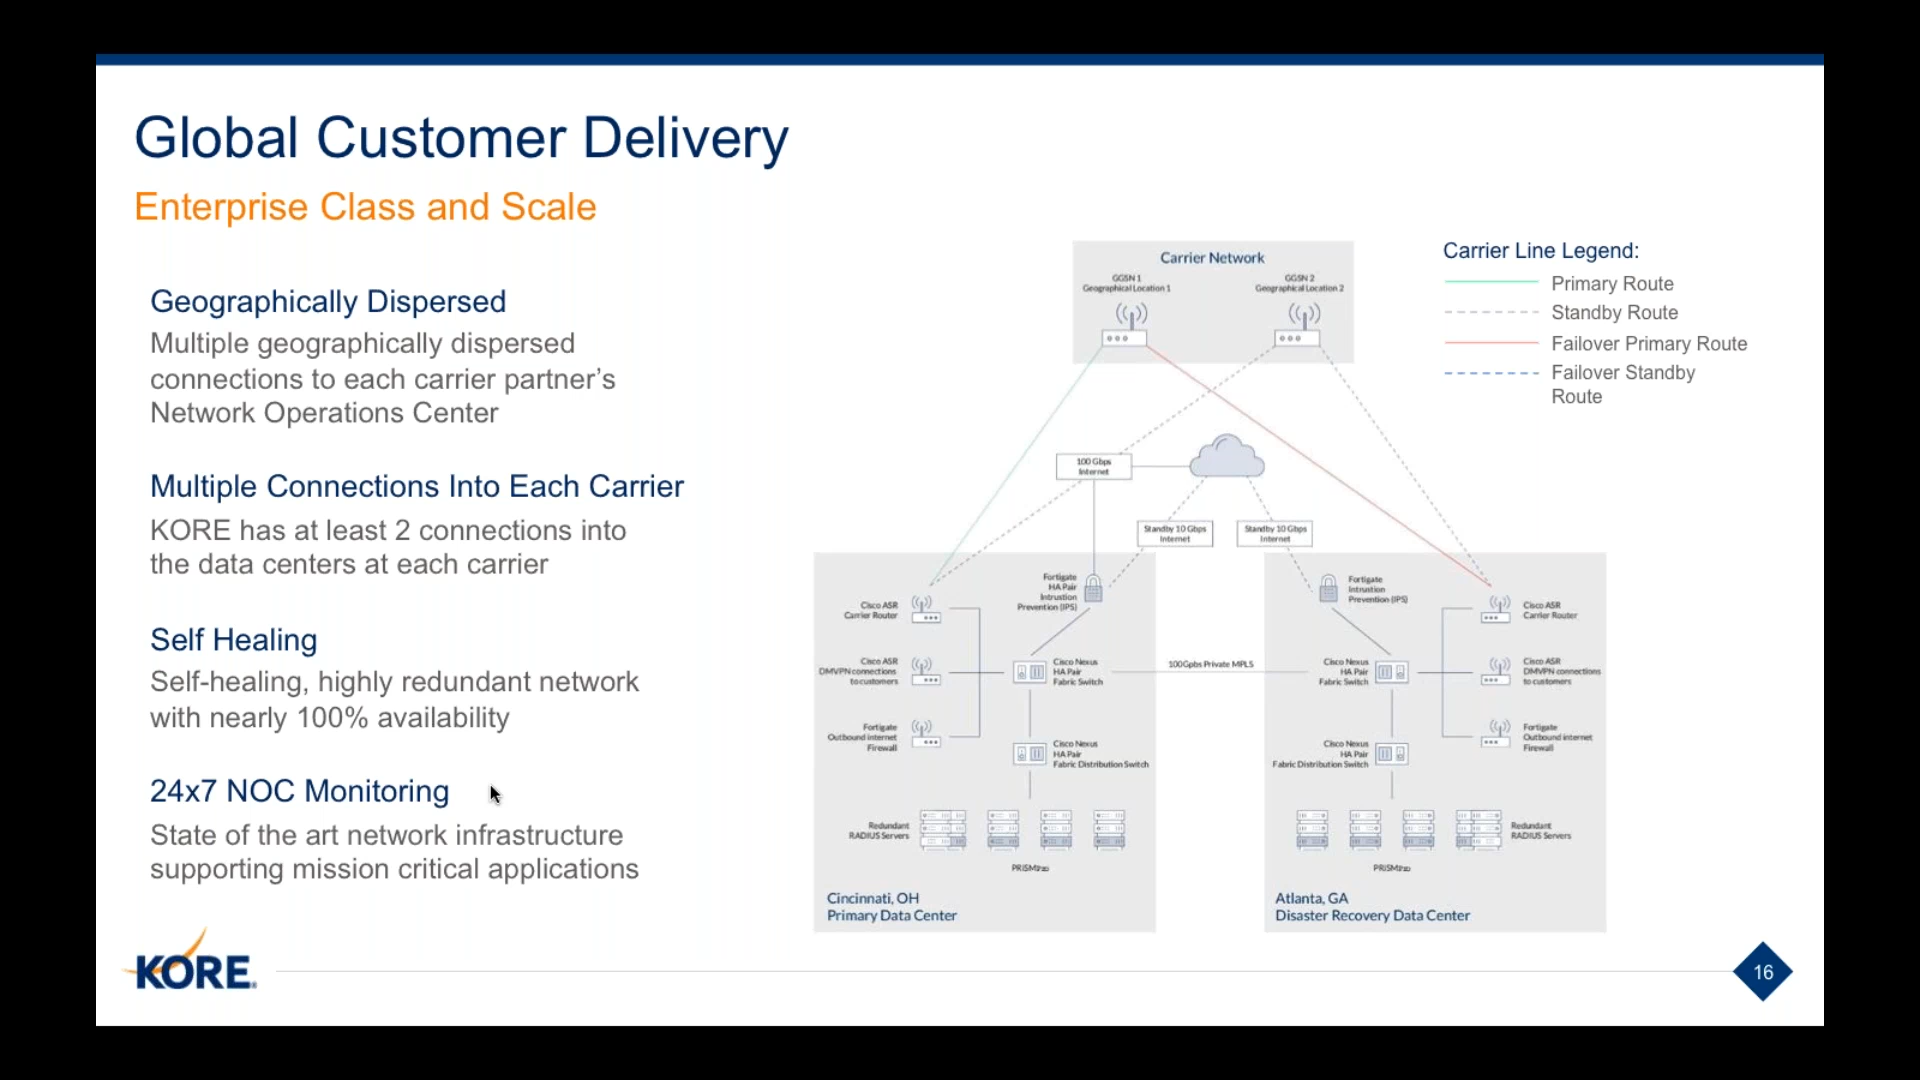 Global Customer Delivery
Enterprise Class and Scale
Geographically Dispersed
Multiple geographically dispersed
connections to each carrier partner’s
Network Operations Center
Multiple Connections Into Each Carrier
KORE has at least 2 connections into
the data centers at each carrier
Self Healing
Self-healing, highly redundant network
with nearly 100% availability
24x7 NOC Monitoring
State of the art network infrastructure
supporting mission critical applications
Carrier Network
GGSN 1
Geographical Location 1
GGSN 2
Geographical Location 2
Carrier Line Legend:
Primary Route
Standby Route
Failover Primary Route
Failover Standby
Route
100 Gbps
Internet
Standby 10 Gbps
Internet
Standby 10 Gbps
Internet
Fortigate
HA Pair
Intrustion
Prevention (IPS)
Cisco ASR
Carrier Router
Cisco ASR
DMVPN connections
to customers
Cisco Nexus
HA Pair
Fabric Switch
Fortigate
Outbound internet
Firewall
Cisco Nexus
HA Pair
Fabric Distribution Switch
Redundant
RADIUS Servers
Cincinnati, OH
Primary Data Center
100Gpbs Private MPLS
Fortigate
Intrustion
Prevention (IPS)
Cisco ASR
Carrier Router
Cisco Nexus
HA Pair
Fabric Switch
Cisco ASR
DMVPN connections
to customers
Cisco Nexus
HA Pair
Fabric Distribution Switch
Fortigate
Outbound internet
Firewall
Redundant
RADIUS Servers
Atlanta, GA
Disaster Recovery Data Center
KORE
16